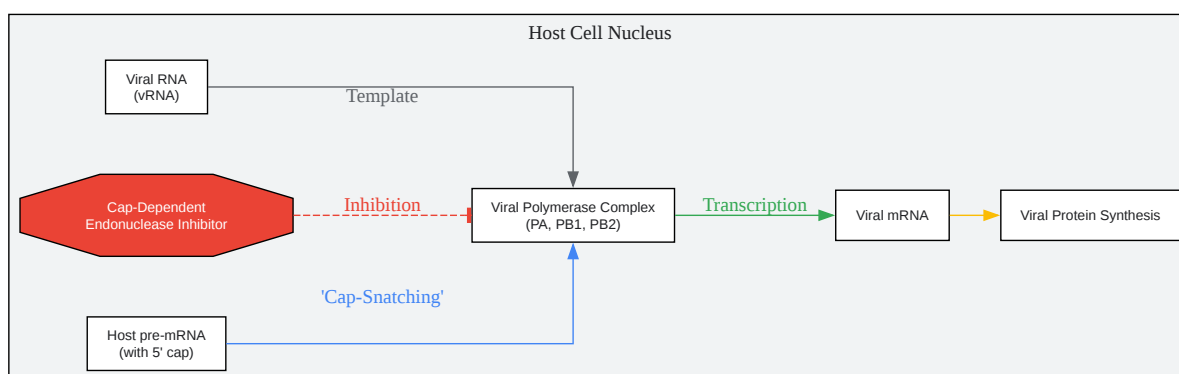 Host Cell Nucleus
Viral RNA
(vRNA)
Template
Cap-Dependent
Endonuclease Inhibitor
Inhibition
Viral Polymerase Complex
(PA, PB1, PB2)
Transcription
Viral mRNA
Viral Protein Synthesis
'Cap-Snatching'
Host pre-mRNA
(with 5' cap)